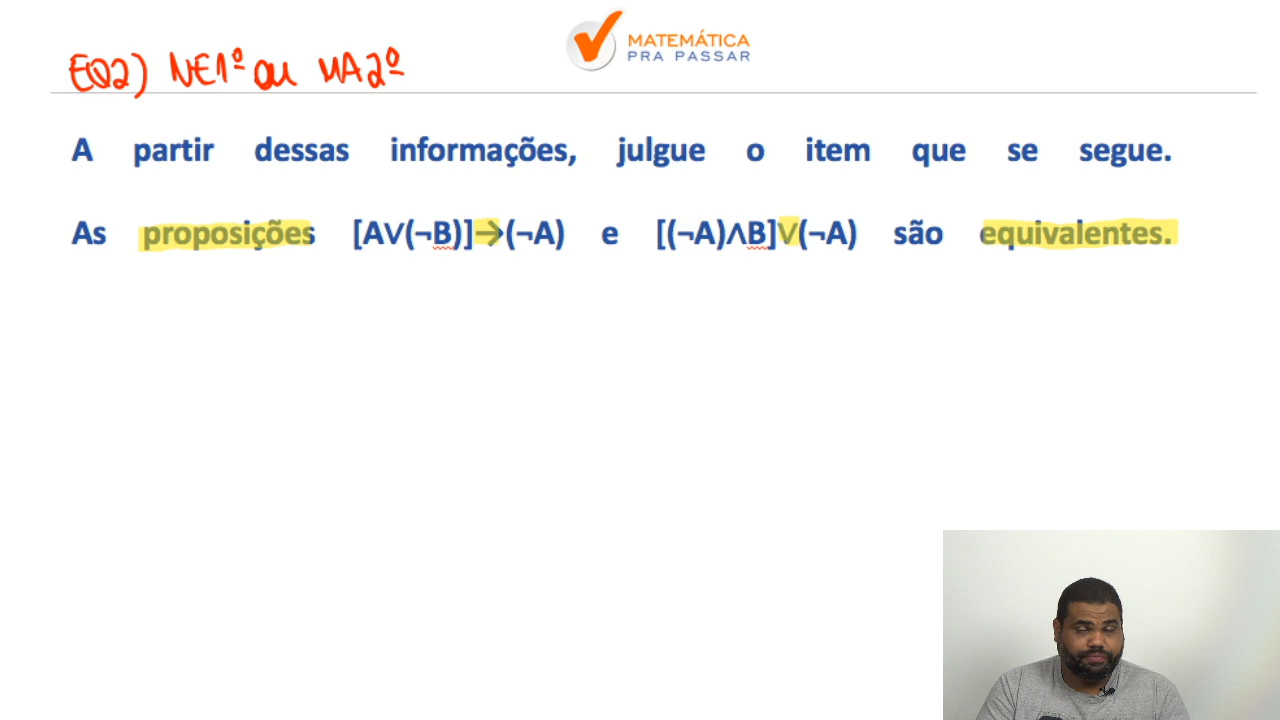 MATEMÁTICA
PRA PASSAR
EQ2) NE1º ou MA2º
A partir dessas informações, julgue o item que se segue.
As proposições [A∨(¬B)]→(¬A) e [(¬A)∧B]∨(¬A) são equivalentes.